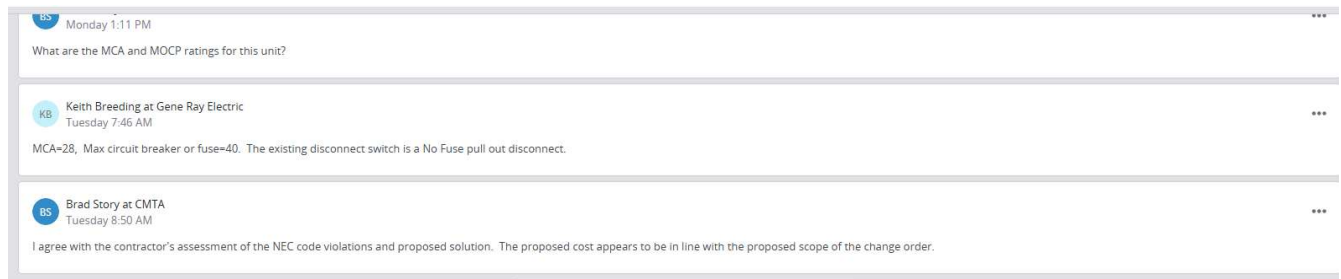 BS
Monday 1:11 PM
What are the MCA and MOCP ratings for this unit?
KB
Keith Breeding at Gene Ray Electric
Tuesday 7:46 AM
MCA=28, Max circuit breaker or fuse=40. The existing disconnect switch is a No Fuse pull out disconnect.
BS
Brad Story at CMTA
Tuesday 8:50 AM
I agree with the contractor's assessment of the NEC code violations and proposed solution. The proposed cost appears to be in line with the proposed scope of the change order.